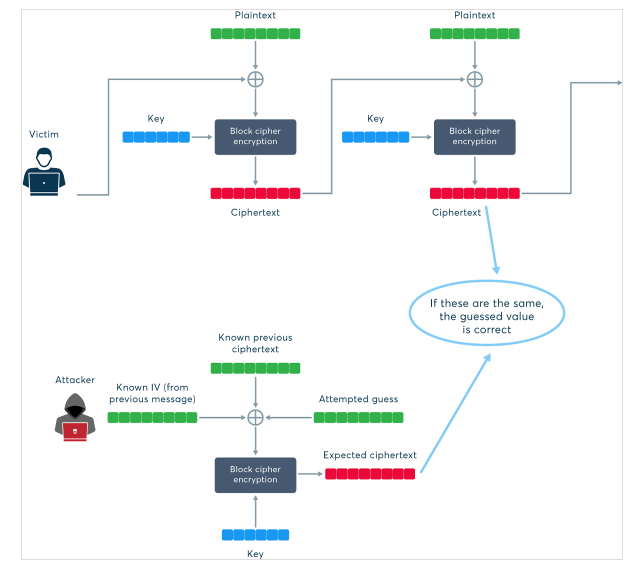 Plaintext
Plaintext
Key
Block cipher
encryption
Key
Block cipher
encryption
Victim
Ciphertext
Ciphertext
If these are the same,
the guessed value
is correct
Known previous
ciphertext
Attacker
Known IV (from
previous message)
Attempted guess
Block cipher
encryption
Expected ciphertext
Key